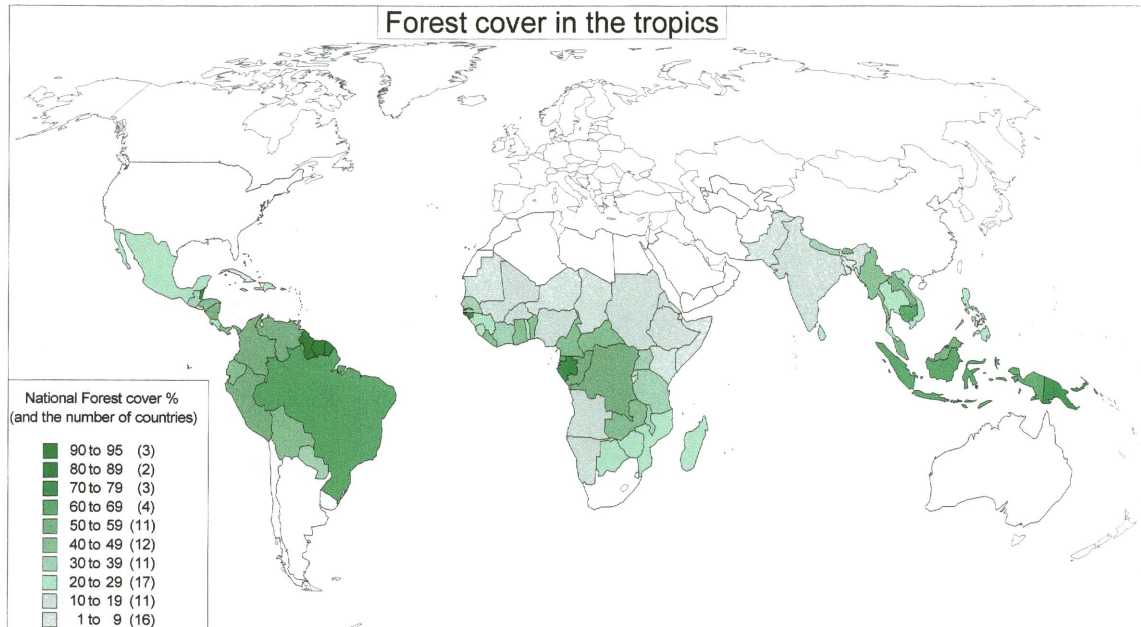 Forest cover in the tropics
National Forest cover %
(and the number of countries)
90 to 95 (3)
80 to 89 (2)
70 to 79 (3)
60 to 69 (4)
50 to 59 (11)
40 to 49 (12)
30 to 39 (11)
20 to 29 (17)
10 to 19 (11)
1 to 9 (16)